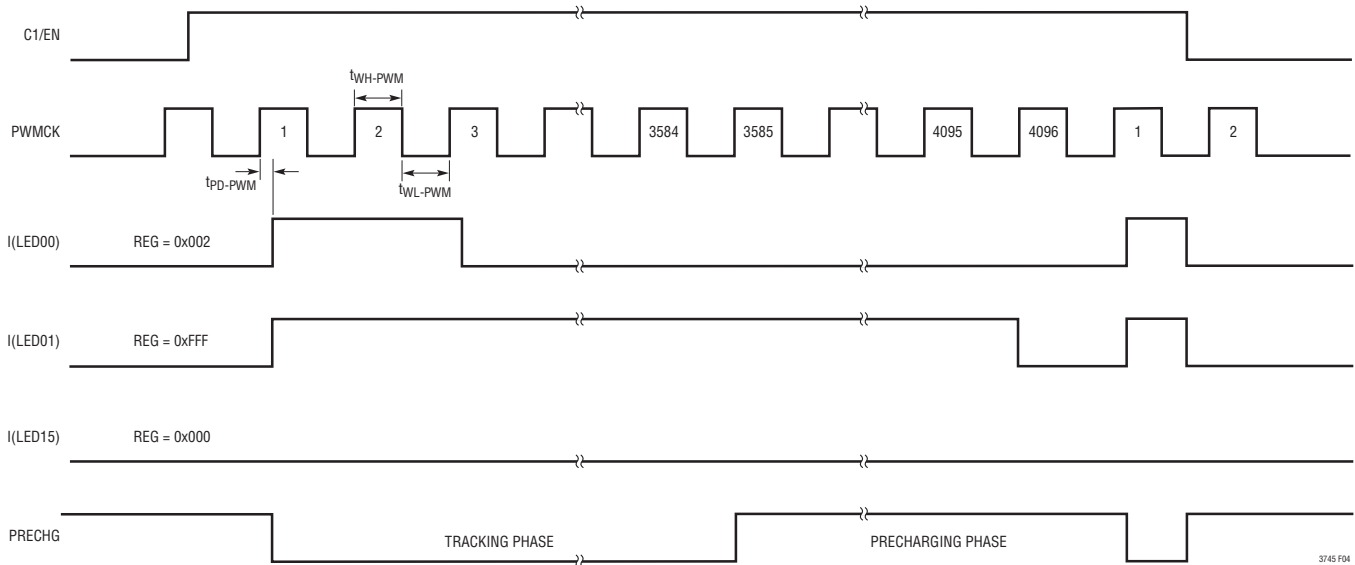 C1/EN
tWH-PWM
PWMCK
1
2
3
3584
3585
4095
4096
1
2
tPD-PWM
tWL-PWM
I(LED00)
REG = 0x002
I(LED01)
REG = 0xFFF
I(LED15)
REG = 0x000
PRECHG
TRACKING PHASE
PRECHARGING PHASE
3745 F04